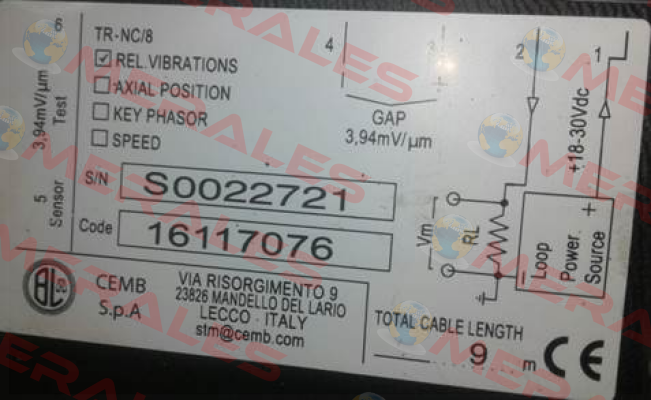 6
3,94mV/µm
Test
5
Sensor
TR-NC/8
REL.VIBRATIONS
AXIAL POSITION
KEY PHASOR
SPEED
S/N S0022721
Code 16117076
4 3 2 1
GAP
3,94mV/µm
+18-30Vdc
Vm
RL
+
−
Loop
Power
Source
CEMB
S.p.A
VIA RISORGIMENTO 9
23826 MANDELLO DEL LARIO
LECCO - ITALY
stm@cemb.com
TOTAL CABLE LENGTH
9 m
CE
MERALES